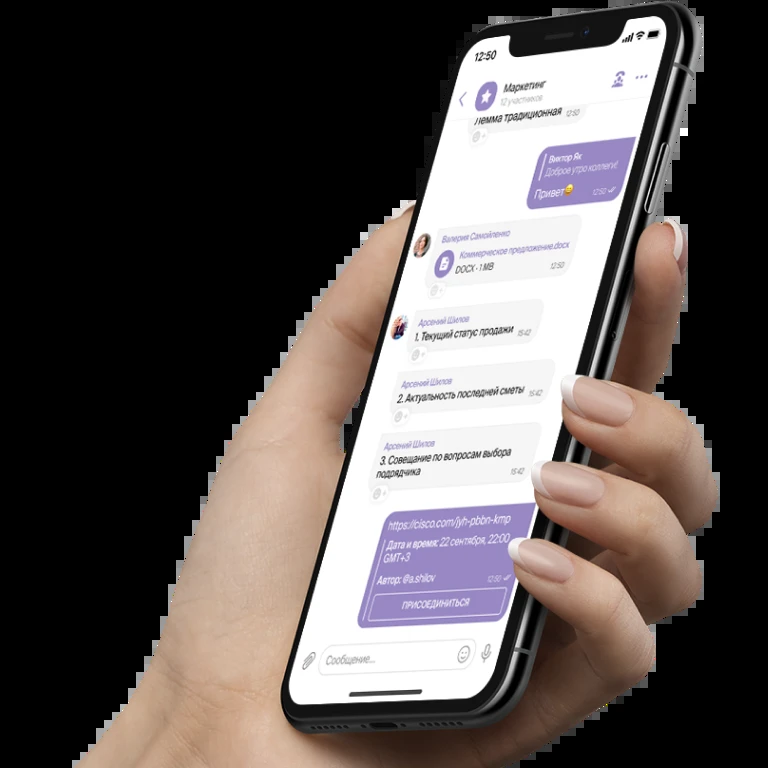 12:50
Маркетинг
12 участников
Лемма традиционная 12:50
Виктор Як
Доброе утро коллеги!
Привет😄 12:50
Валерия Самойленко
Коммерческое предложение.docx
DOCX • 1 MB 12:50
Арсений Шилов
1. Текущий статус продажи 15:42
Арсений Шилов
2. Актуальность последней сметы 15:42
Арсений Шилов
3. Совещание по вопросам выбора
подрядчика 15:42
https://cisco.com/jyh-pbbn-kmp
Дата и время: 22 сентября, 22:00
GMT+3
Автор: @a.shilov 12:50
ПРИСОЕДИНИТЬСЯ
Сообщение...